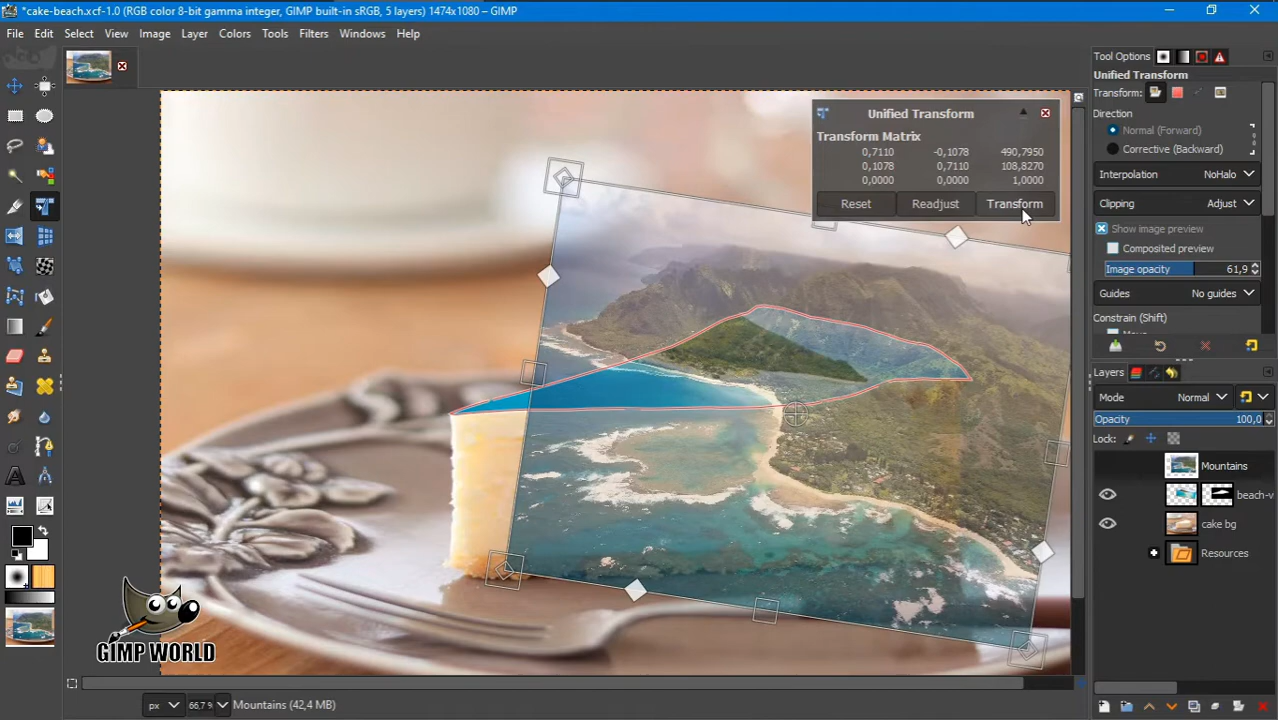 *cake-beach.xcf-1.0 (RGB color 8-bit gamma integer, GIMP built-in sRGB, 5 layers) 1474x1080 – GIMP
File Edit Select View Image Layer Colors Tools Filters Windows Help
Tool Options
Unified Transform
Transform:
Direction
Normal (Forward)
Corrective (Backward)
Interpolation NoHalo
Clipping Adjust
Show image preview
Composited preview
Image opacity 61,9
Guides No guides
Constrain (Shift)
Unified Transform
Transform Matrix
0,7110 -0,1078 490,7950
0,1078 0,7110 108,8270
0,0000 0,0000 1,0000
Reset Readjust Transform
Layers
Mode Normal
Opacity 100,0
Lock:
Mountains
beach-v
cake bg
Resources
GIMP WORLD
px 66,7 % Mountains (42,4 MB)